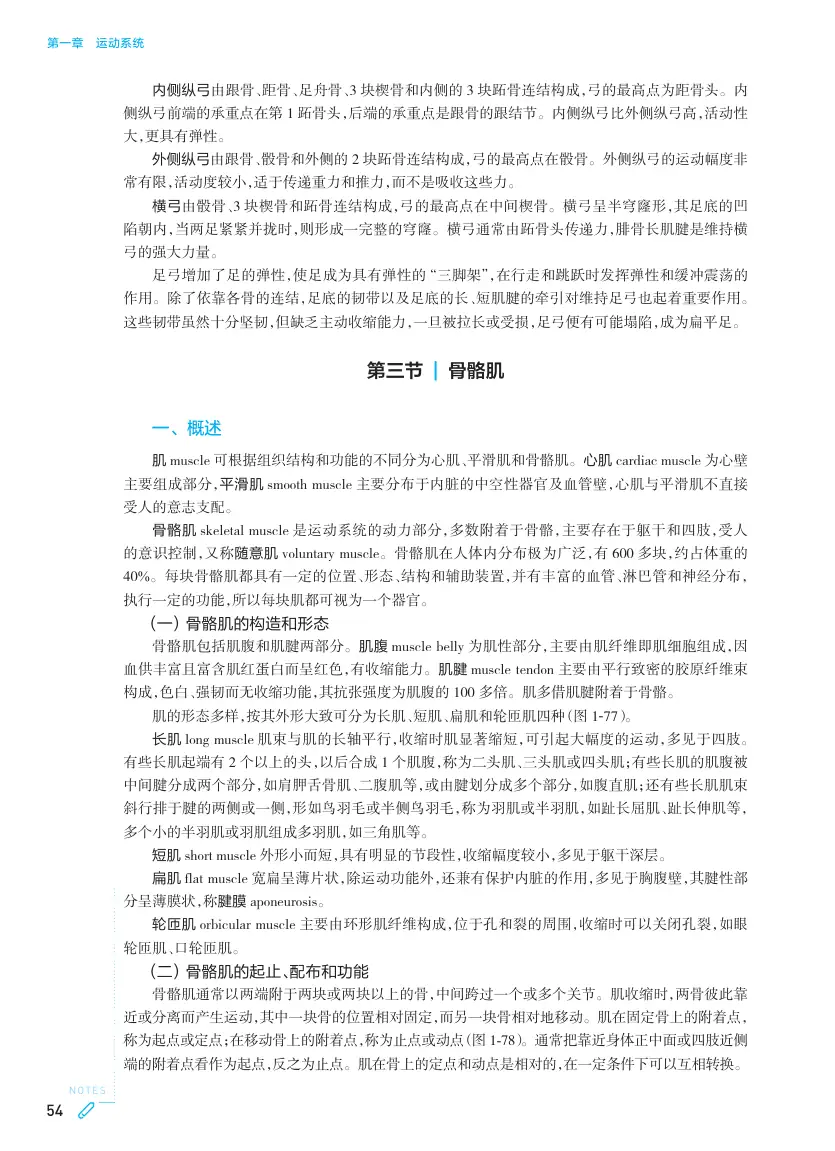 第一章 运动系统
内侧纵弓由跟骨、距骨、足舟骨、3 块楔骨和内侧的 3 块跖骨连结构成，弓的最高点为距骨头。内
侧纵弓前端的承重点在第 1 跖骨头，后端的承重点是跟骨的跟结节。内侧纵弓比外侧纵弓高，活动性
大，更具有弹性。
外侧纵弓由跟骨、骰骨和外侧的 2 块跖骨连结构成，弓的最高点在骰骨。外侧纵弓的运动幅度非
常有限，活动度较小，适于传递重力和推力，而不是吸收这些力。
横弓由骰骨、3 块楔骨和跖骨连结构成，弓的最高点在中间楔骨。横弓呈半穹窿形，其足底的凹
陷朝内，当两足紧紧并拢时，则形成一完整的穹窿。横弓通常由跖骨头传递力，腓骨长肌腱是维持横
弓的强大力量。
足弓增加了足的弹性，使足成为具有弹性的 “三脚架”，在行走和跳跃时发挥弹性和缓冲震荡的
作用。除了依靠各骨的连结，足底的韧带以及足底的长、短肌腱的牵引对维持足弓也起着重要作用。
这些韧带虽然十分坚韧，但缺乏主动收缩能力，一旦被拉长或受损，足弓便有可能塌陷，成为扁平足。
第三节 | 骨骼肌
一、概述
肌 muscle 可根据组织结构和功能的不同分为心肌、平滑肌和骨骼肌。心肌 cardiac muscle 为心壁
主要组成部分，平滑肌 smooth muscle 主要分布于内脏的中空性器官及血管壁，心肌与平滑肌不直接
受人的意志支配。
骨骼肌 skeletal muscle 是运动系统的动力部分，多数附着于骨骼，主要存在于躯干和四肢，受人
的意识控制，又称随意肌 voluntary muscle。骨骼肌在人体内分布极为广泛，有 600 多块，约占体重的
40%。每块骨骼肌都具有一定的位置、形态、结构和辅助装置，并有丰富的血管、淋巴管和神经分布，
执行一定的功能，所以每块肌都可视为一个器官。
（一）骨骼肌的构造和形态
骨骼肌包括肌腹和肌腱两部分。肌腹 muscle belly 为肌性部分，主要由肌纤维即肌细胞组成，因
血供丰富且富含肌红蛋白而呈红色，有收缩能力。肌腱 muscle tendon 主要由平行致密的胶原纤维束
构成，色白、强韧而无收缩功能，其抗张强度为肌腹的 100 多倍。肌多借肌腱附着于骨骼。
肌的形态多样，按其外形大致可分为长肌、短肌、扁肌和轮匝肌四种（图 1-77）。
长肌 long muscle 肌束与肌的长轴平行，收缩时肌显著缩短，可引起大幅度的运动，多见于四肢。
有些长肌起端有 2 个以上的头，以后合成 1 个肌腹，称为二头肌、三头肌或四头肌；有些长肌的肌腹被
中间腱分成两个部分，如肩胛舌骨肌、二腹肌等，或由腱划分成多个部分，如腹直肌；还有些长肌肌束
斜行排于腱的两侧或一侧，形如鸟羽毛或半侧鸟羽毛，称为羽肌或半羽肌，如趾长屈肌、趾长伸肌等，
多个小的半羽肌或羽肌组成多羽肌，如三角肌等。
短肌 short muscle 外形小而短，具有明显的节段性，收缩幅度较小，多见于躯干深层。
扁肌 flat muscle 宽扁呈薄片状，除运动功能外，还兼有保护内脏的作用，多见于胸腹壁，其腱性部
分呈薄膜状，称腱膜 aponeurosis。
轮匝肌 orbicular muscle 主要由环形肌纤维构成，位于孔和裂的周围，收缩时可以关闭孔裂，如眼
轮匝肌、口轮匝肌。
（二）骨骼肌的起止、配布和功能
骨骼肌通常以两端附于两块或两块以上的骨，中间跨过一个或多个关节。肌收缩时，两骨彼此靠
近或分离而产生运动，其中一块骨的位置相对固定，而另一块骨相对地移动。肌在固定骨上的附着点，
称为起点或定点；在移动骨上的附着点，称为止点或动点（图 1-78）。通常把靠近身体正中面或四肢近侧
端的附着点看作为起点，反之为止点。肌在骨上的定点和动点是相对的，在一定条件下可以互相转换。
NOTES
54